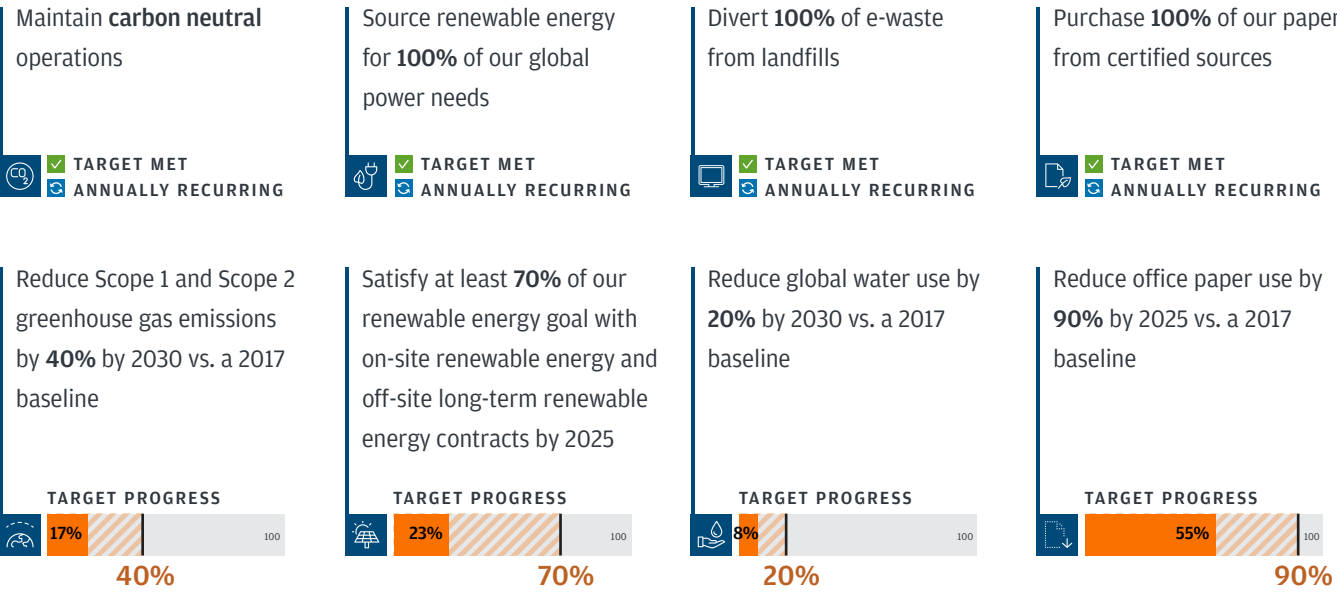 Maintain carbon neutral
operations
TARGET MET
ANNUALLY RECURRING
Source renewable energy
for 100% of our global
power needs
TARGET MET
ANNUALLY RECURRING
Divert 100% of e-waste
from landfills
TARGET MET
ANNUALLY RECURRING
Purchase 100% of our paper
from certified sources
TARGET MET
ANNUALLY RECURRING
Reduce Scope 1 and Scope 2
greenhouse gas emissions
by 40% by 2030 vs. a 2017
baseline
TARGET PROGRESS
17%
100
40%
Satisfy at least 70% of our
renewable energy goal with
on-site renewable energy and
off-site long-term renewable
energy contracts by 2025
TARGET PROGRESS
23%
100
70%
Reduce global water use by
20% by 2030 vs. a 2017
baseline
TARGET PROGRESS
8%
100
20%
Reduce office paper use by
90% by 2025 vs. a 2017
baseline
TARGET PROGRESS
55%
100
90%
CO2